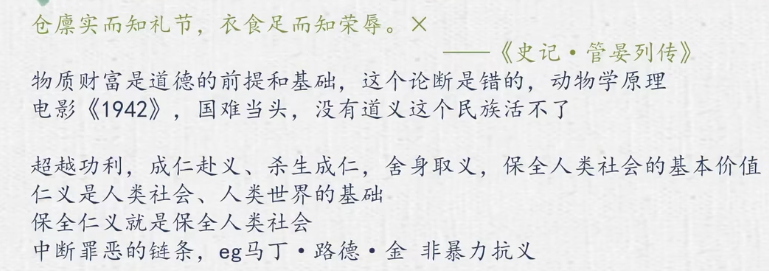 仓廪实而知礼节，衣食足而知荣辱。×
——《史记·管晏列传》
物质财富是道德的前提和基础，这个论断是错的，动物学原理
电影《1942》，国难当头，没有道义这个民族活不了
超越功利，成仁赴义、杀生成仁，舍身取义，保全人类社会的基本价值
仁义是人类社会、人类世界的基础
保全仁义就是保全人类社会
中断罪恶的链条，eg马丁·路德·金 非暴力抗义